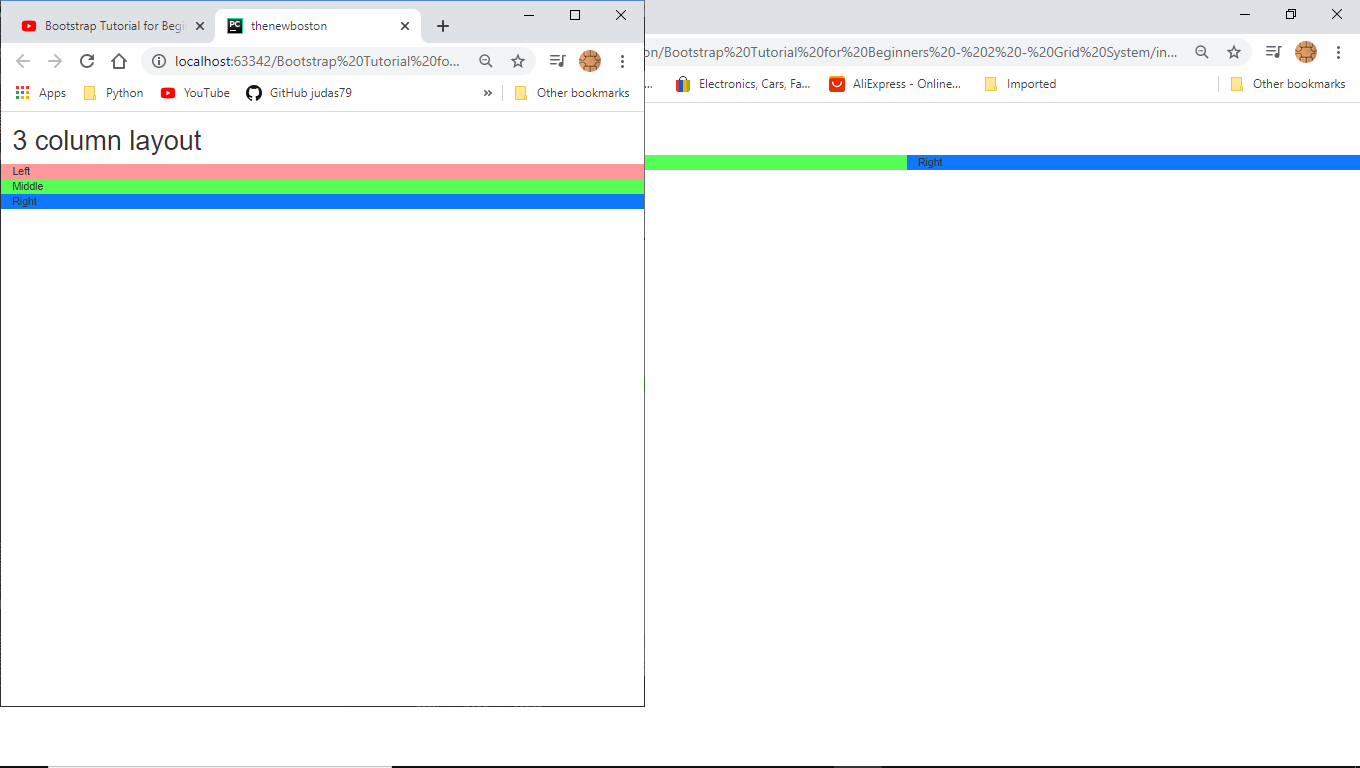 Bootstrap Tutorial for Begi
PC
thenewboston
localhost:63342/Bootstrap%20Tutorial%20fo...
Apps
Python
YouTube
GitHub judas79
»
Other bookmarks
3 column layout
Left
Middle
Right
on/Bootstrap%20Tutorial%20for%20Beginners%20-%202%20-%20Grid%20System/in...
...
Electronics, Cars, Fa...
AliExpress - Online...
Imported
Other bookmarks
Right